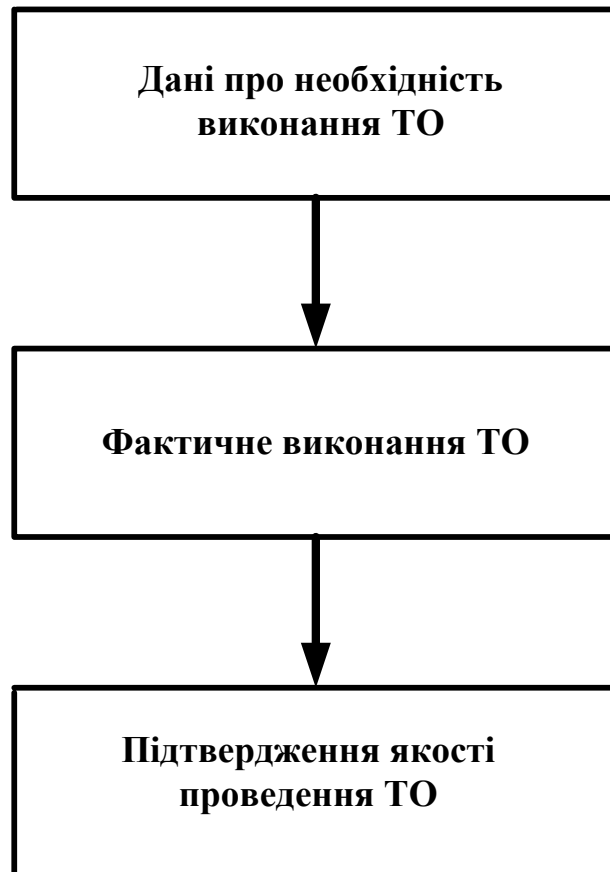 Дані про необхідність
виконання ТО
Фактичне виконання ТО
Підтвердження якості
проведення ТО